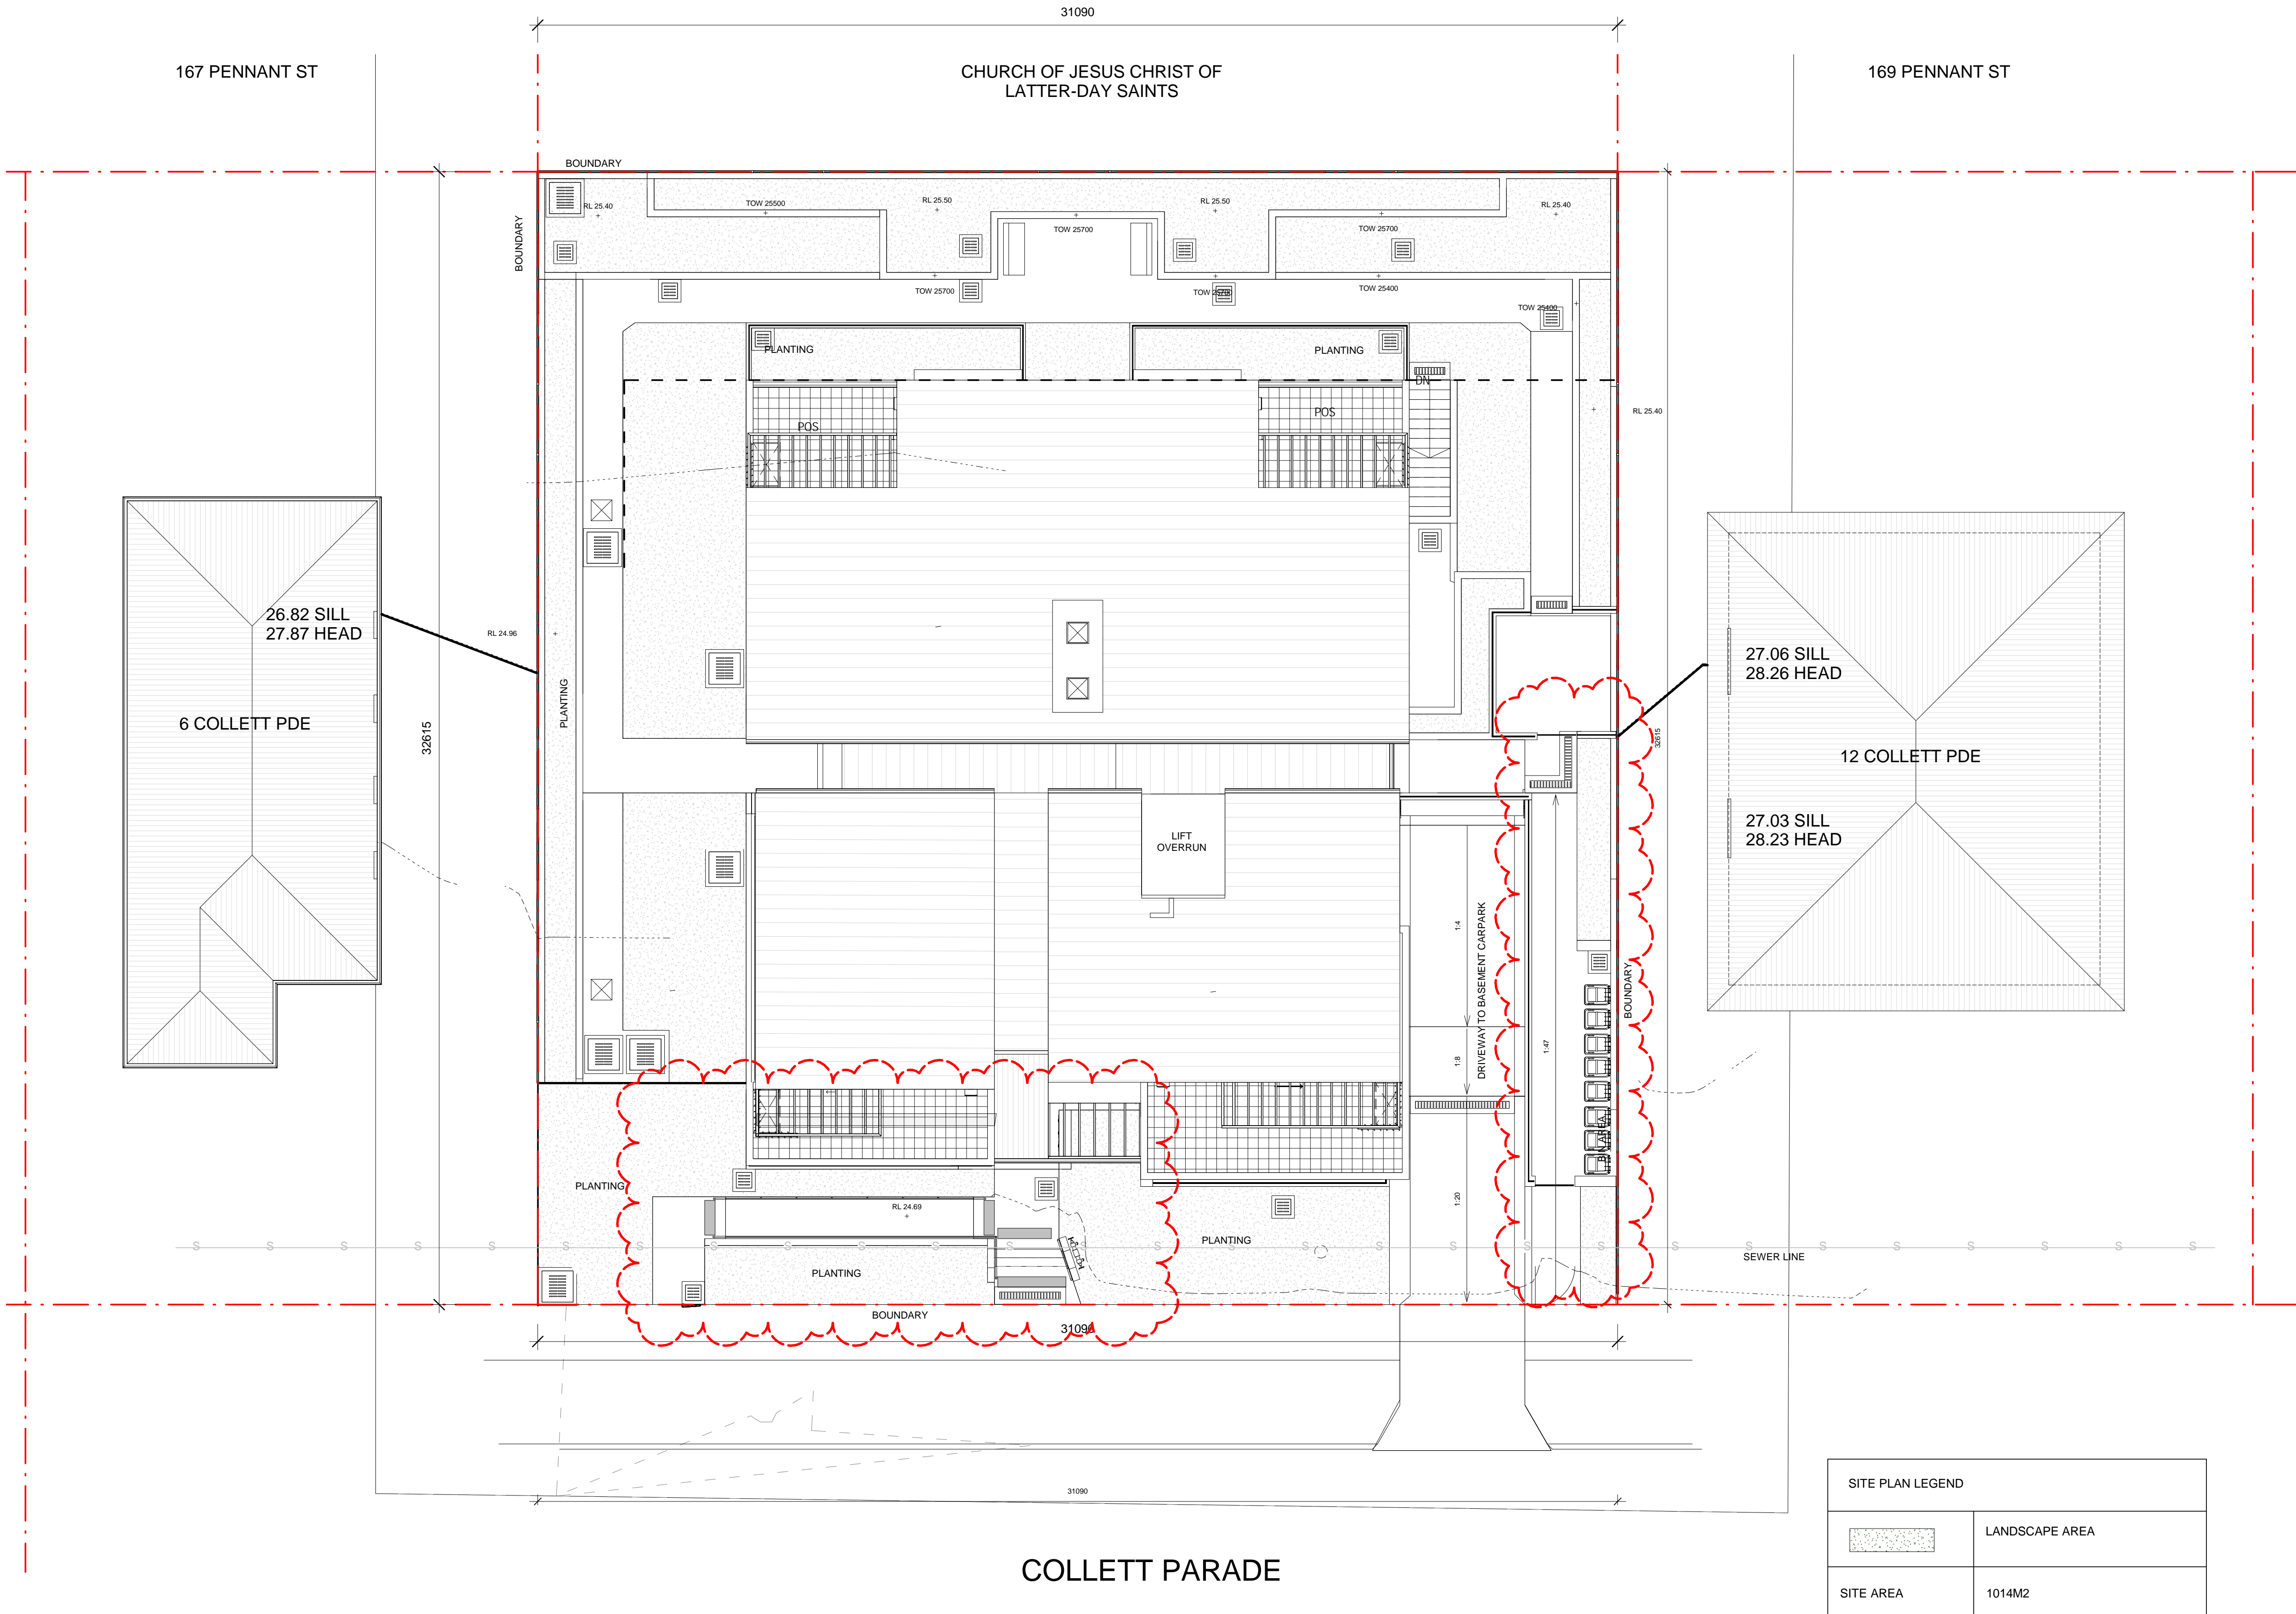 31090
167 PENNANT ST
CHURCH OF JESUS CHRIST OF
LATTER-DAY SAINTS
169 PENNANT ST
BOUNDARY
BOUNDARY
RL 25.40
TOW 25500
RL 25.50
RL 25.50
RL 25.40
TOW 25700
TOW 25700
TOW 25700
TOW 25400
TOW 25400
PLANTING
PLANTING
DN
POS
POS
RL 25.40
26.82 SILL
27.87 HEAD
RL 24.96
PLANTING
6 COLLETT PDE
32615
27.06 SILL
28.26 HEAD
32615
12 COLLETT PDE
27.03 SILL
28.23 HEAD
LIFT
OVERRUN
1:4
DRIVEWAY TO BASEMENT CARPARK
1:8
1:47
BOUNDARY
BIN AREA
PLANTING
RL 24.69
1:20
PLANTING
S S S S S S S S S S S S S S S S S S S S S S S S S S S S
SEWER LINE
PLANTING
BOUNDARY
31090
31090
COLLETT PARADE
SITE PLAN LEGEND
LANDSCAPE AREA
SITE AREA
1014M2